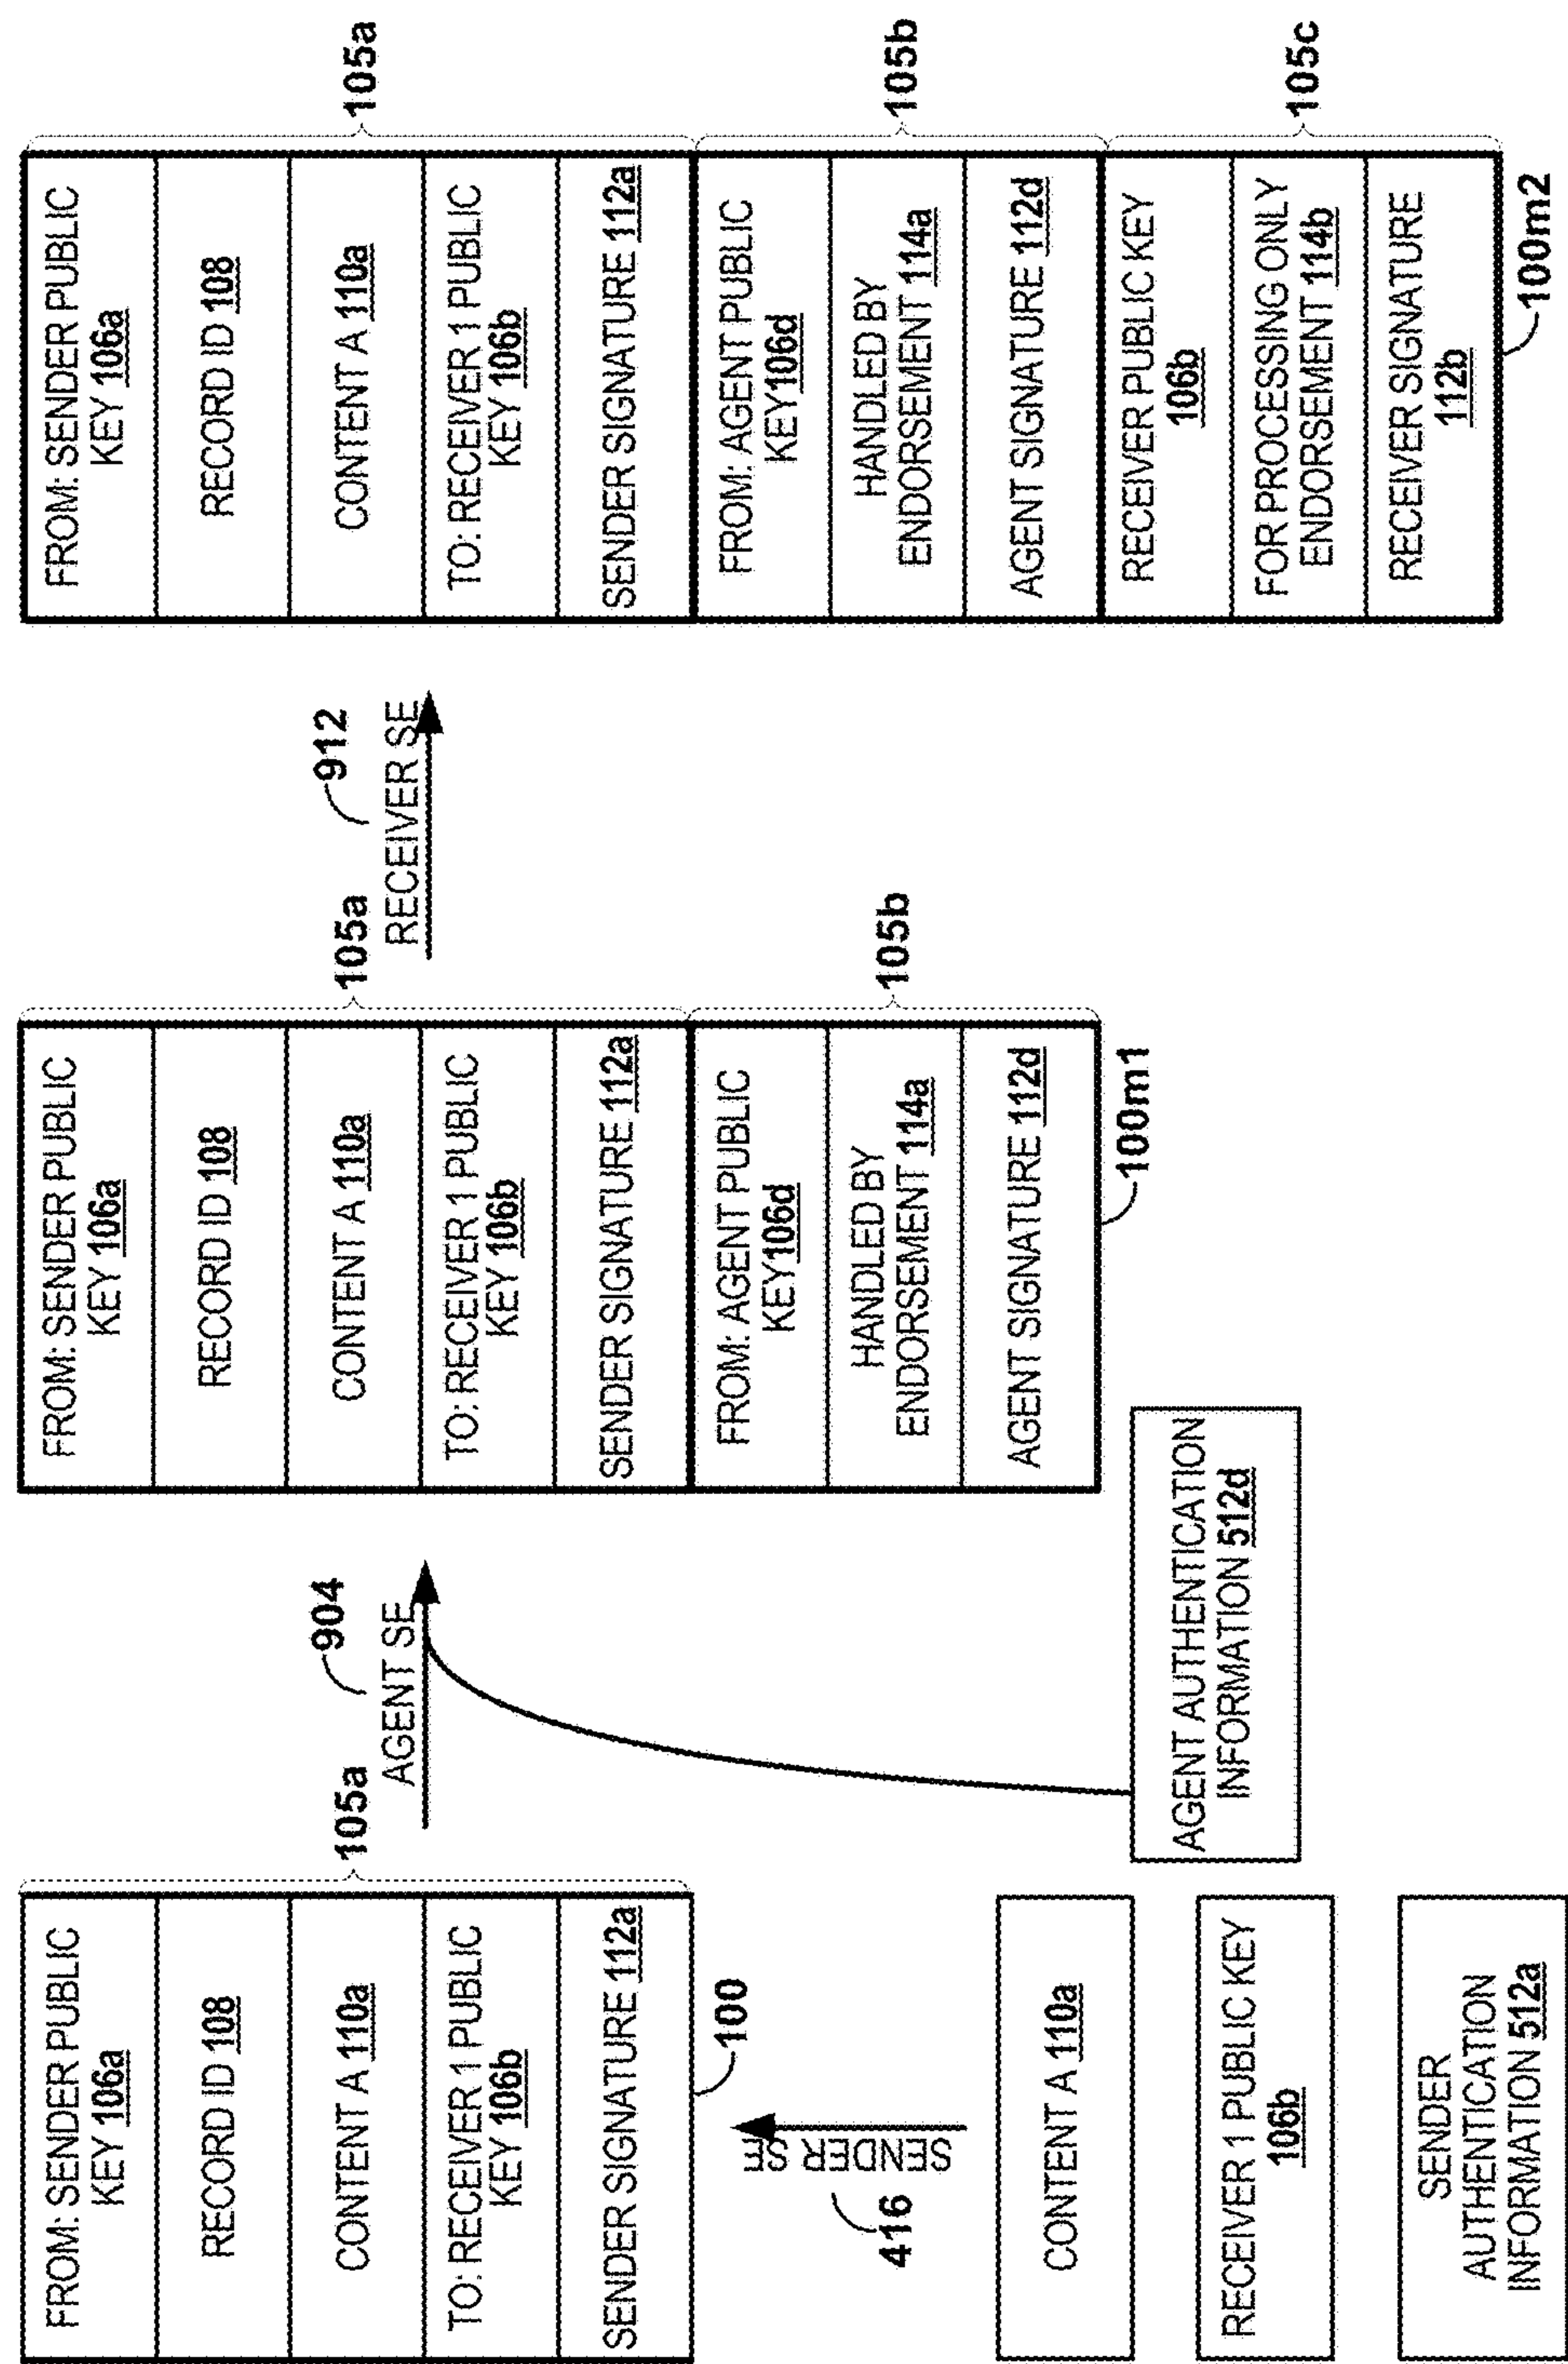 FROM: SENDER PUBLIC
KEY 106a
RECORD ID 108
CONTENT A 110a
TO: RECEIVER 1 PUBLIC
KEY 106b
SENDER SIGNATURE 112a
105a
100
SENDER SE
416
CONTENT A 110a
RECEIVER 1 PUBLIC KEY
106b
SENDER
AUTHENTICATION
INFORMATION 512a
904
AGENT SE
AGENT AUTHENTICATION
INFORMATION 512d
FROM: SENDER PUBLIC
KEY 106a
RECORD ID 108
CONTENT A 110a
TO: RECEIVER 1 PUBLIC
KEY 106b
SENDER SIGNATURE 112a
105a
FROM: AGENT PUBLIC
KEY106d
HANDLED BY
ENDORSEMENT 114a
AGENT SIGNATURE 112d
105b
100m1
912
RECEIVER SE
FROM: SENDER PUBLIC
KEY 106a
RECORD ID 108
CONTENT A 110a
TO: RECEIVER 1 PUBLIC
KEY 106b
SENDER SIGNATURE 112a
105a
FROM: AGENT PUBLIC
KEY106d
HANDLED BY
ENDORSEMENT 114a
AGENT SIGNATURE 112d
105b
RECEIVER PUBLIC KEY
106b
FOR PROCESSING ONLY
ENDORSEMENT 114b
RECEIVER SIGNATURE
112b
105c
100m2